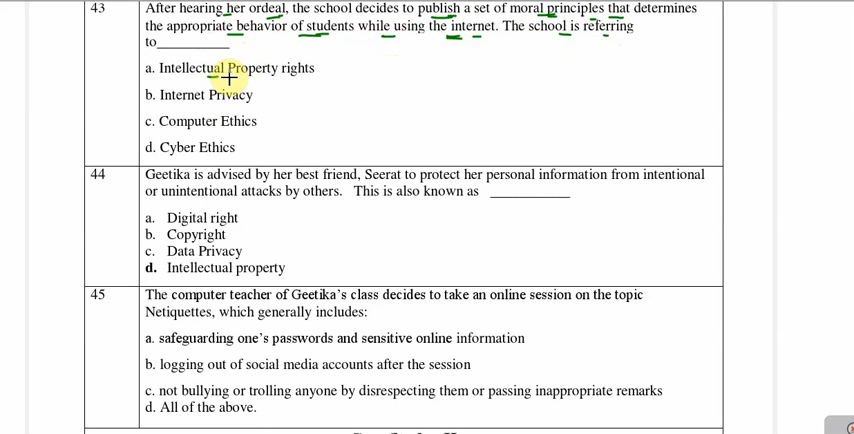 43
After hearing her ordeal, the school decides to publish a set of moral principles that determines
the appropriate behavior of students while using the internet. The school is referring
to__________
a. Intellectual Property rights
b. Internet Privacy
c. Computer Ethics
d. Cyber Ethics
44
Geetika is advised by her best friend, Seerat to protect her personal information from intentional
or unintentional attacks by others. This is also known as ___________
a. Digital right
b. Copyright
c. Data Privacy
d. Intellectual property
45
The computer teacher of Geetika's class decides to take an online session on the topic
Netiquettes, which generally includes:
a. safeguarding one's passwords and sensitive online information
b. logging out of social media accounts after the session
c. not bullying or trolling anyone by disrespecting them or passing inappropriate remarks
d. All of the above.